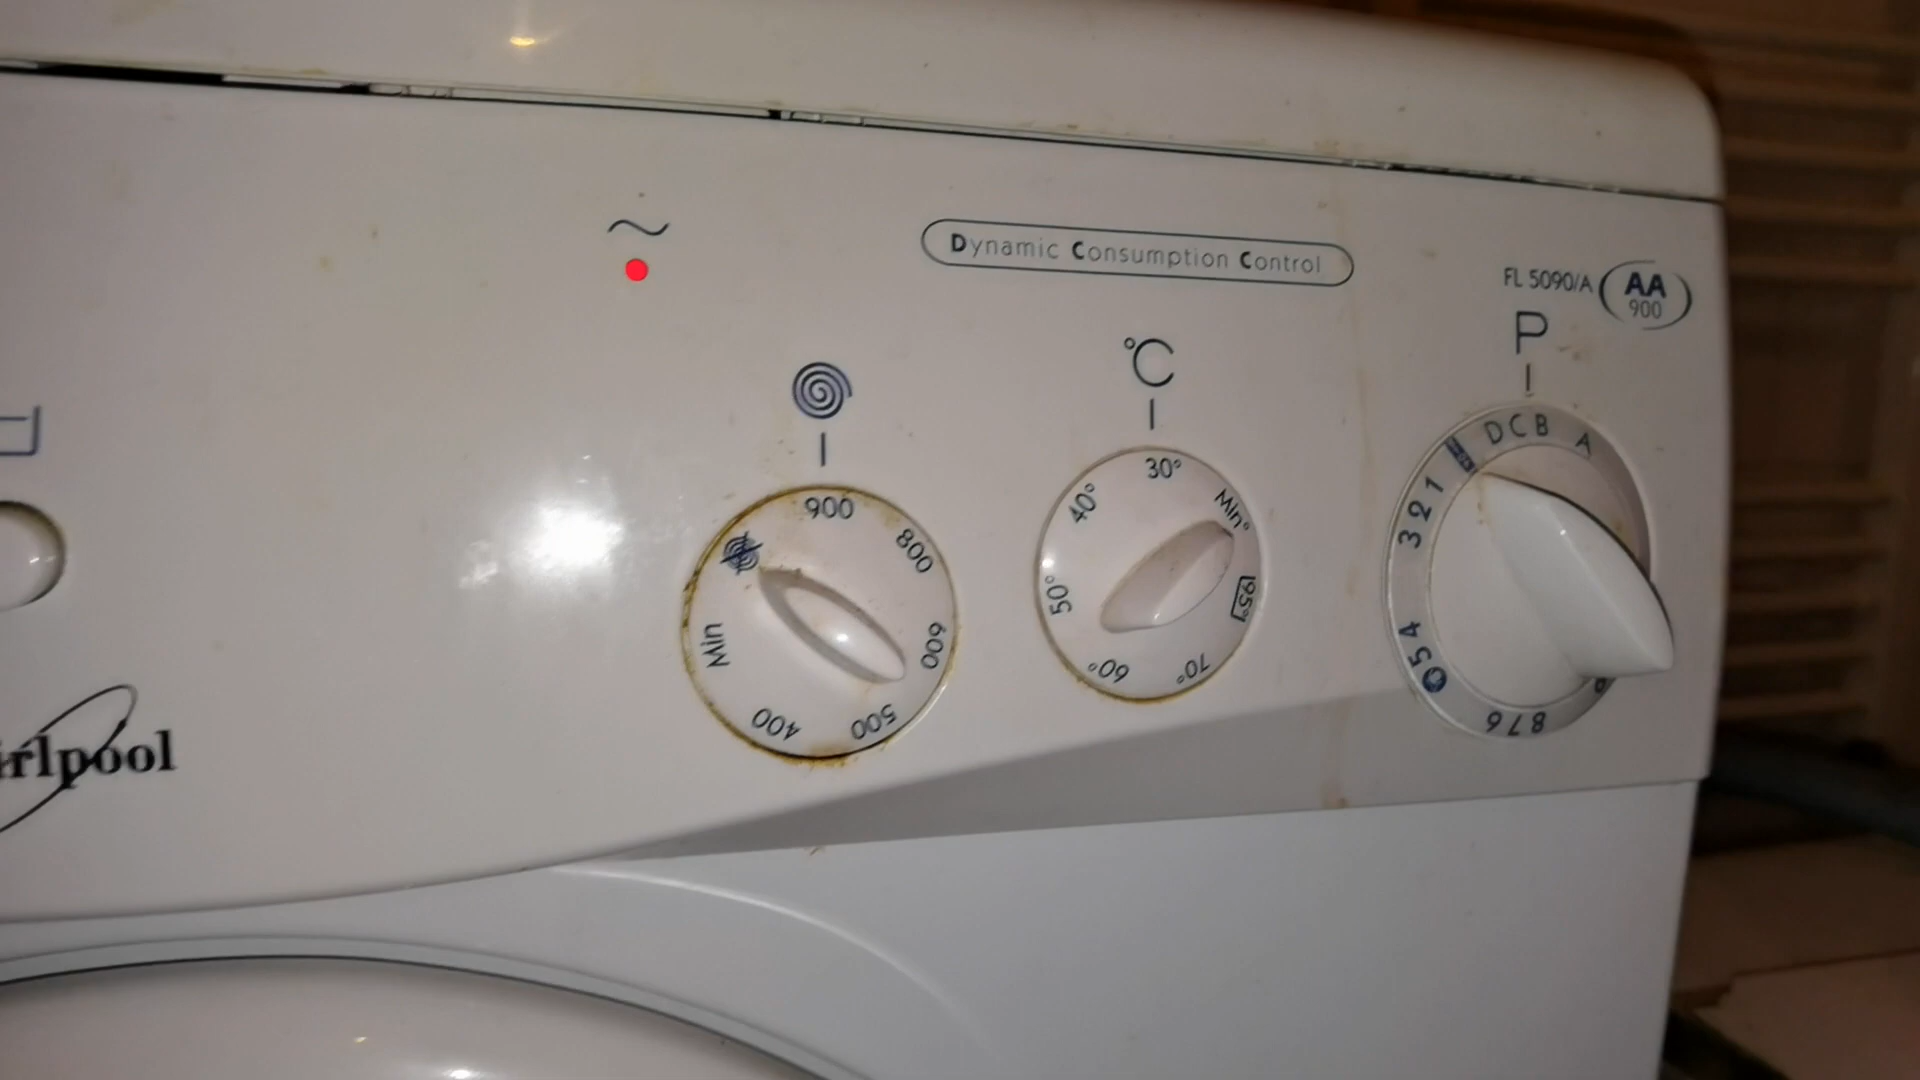 Dynamic Consumption Control
FL 5090/A
AA
900
°C
P
900
800
600
500
400
Min
30°
Min°
95°
70°
60°
50°
40°
D C B A
1
2
3
4
5
6 7 8
irlpool